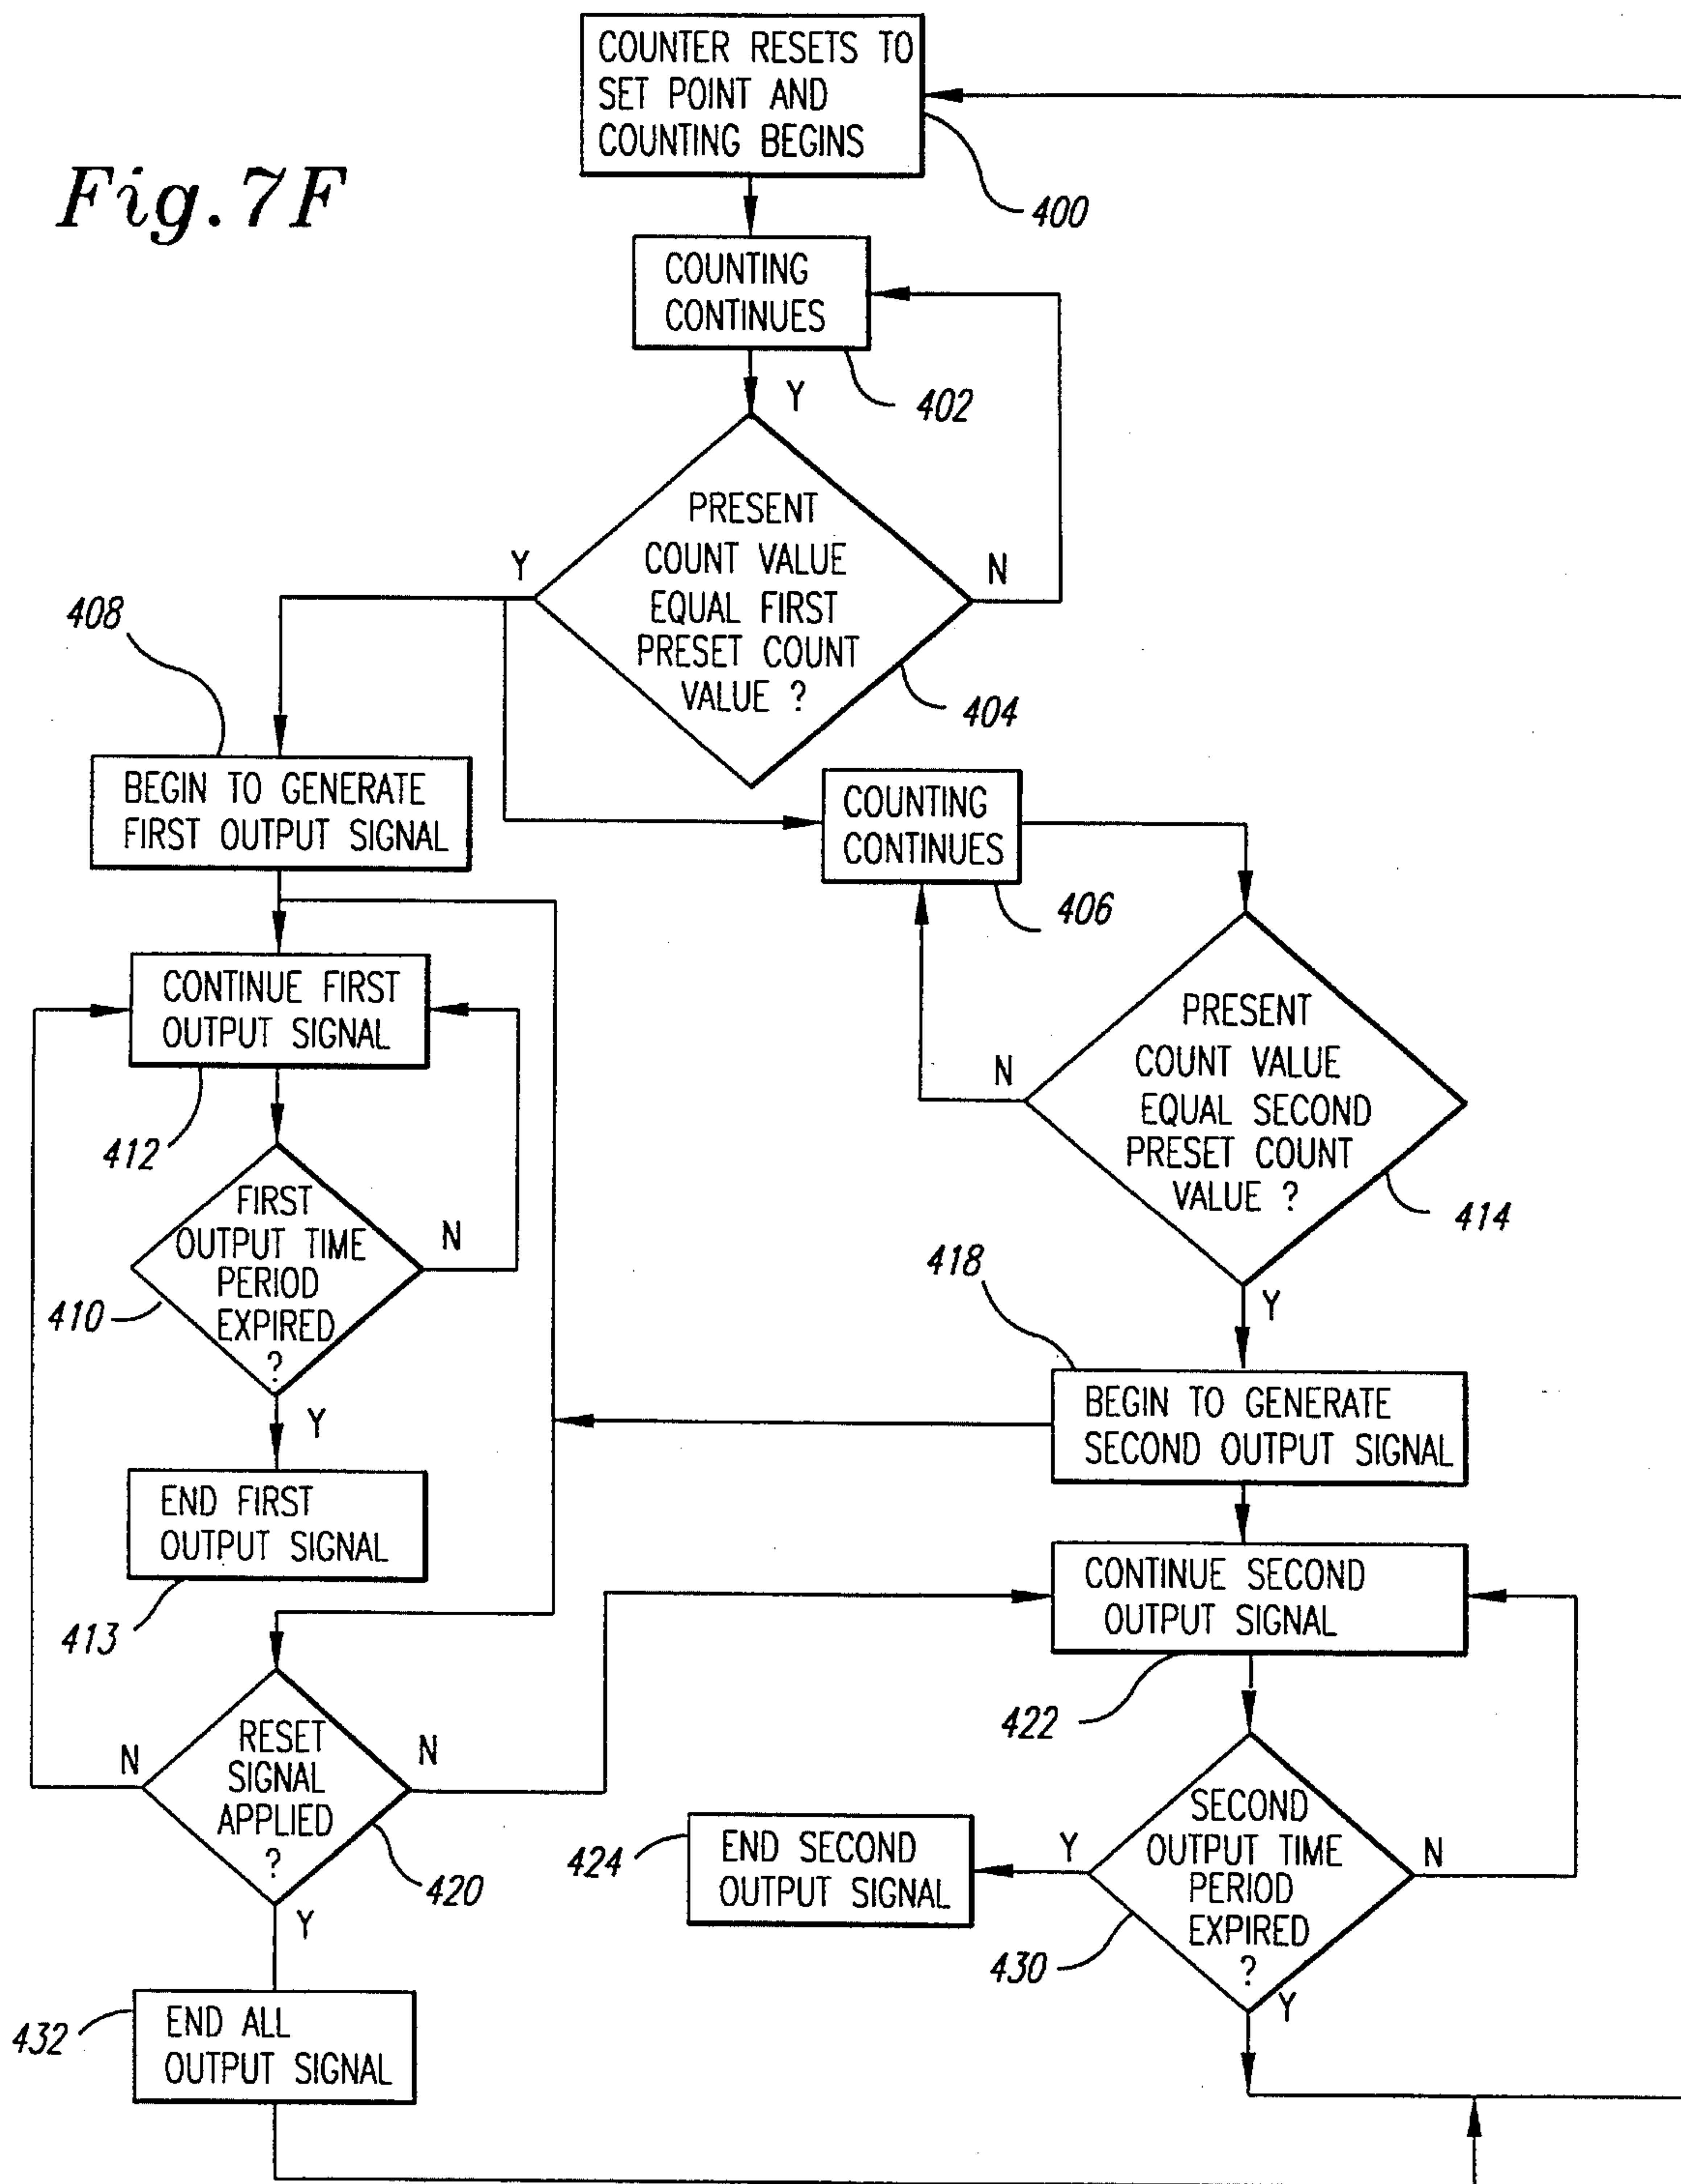 Fig. 7F
COUNTER RESETS TO
SET POINT AND
COUNTING BEGINS
400
COUNTING
CONTINUES
402
Y
PRESENT
COUNT VALUE
EQUAL FIRST
PRESET COUNT
VALUE ?
Y
N
404
408
BEGIN TO GENERATE
FIRST OUTPUT SIGNAL
COUNTING
CONTINUES
406
CONTINUE FIRST
OUTPUT SIGNAL
412
PRESENT
COUNT VALUE
EQUAL SECOND
PRESET COUNT
VALUE ?
N
414
Y
FIRST
OUTPUT TIME
PERIOD
EXPIRED
?
N
410
Y
418
BEGIN TO GENERATE
SECOND OUTPUT SIGNAL
END FIRST
OUTPUT SIGNAL
413
CONTINUE SECOND
OUTPUT SIGNAL
422
RESET
SIGNAL
APPLIED
?
N
N
420
Y
SECOND
OUTPUT TIME
PERIOD
EXPIRED
?
Y
N
430
Y
424
END SECOND
OUTPUT SIGNAL
432
END ALL
OUTPUT SIGNAL